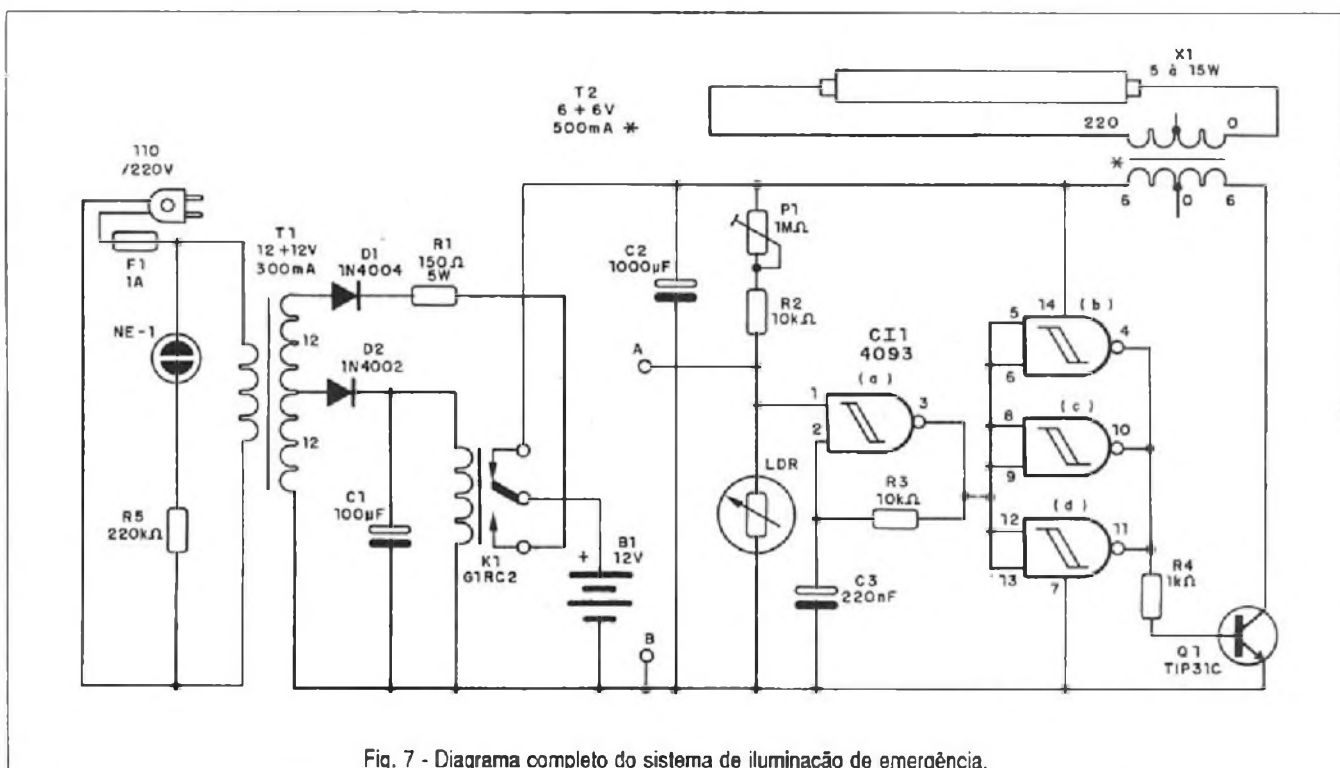 X1
5 à 15W
T2
6 + 6V
500mA *
220
0
*
6
0
6
110
/220V
F1
1A
T1
12 + 12V
300mA
D1
1N4004
R1
150Ω
5W
12
D2
1N4002
12
NE-1
R5
220kΩ
C1
100µF
K1
G1RC2
+
B1
12V
C2
1000µF
A
B
P1
1MΩ
R2
10kΩ
LDR
CI1
4093
(a)
1
2
3
R3
10kΩ
C3
220nF
14
(b)
5
6
4
(c)
8
9
10
(d)
12
13
11
7
R4
1kΩ
Q1
TIP31C
Fig. 7 - Diagrama completo do sistema de iluminação de emergência.